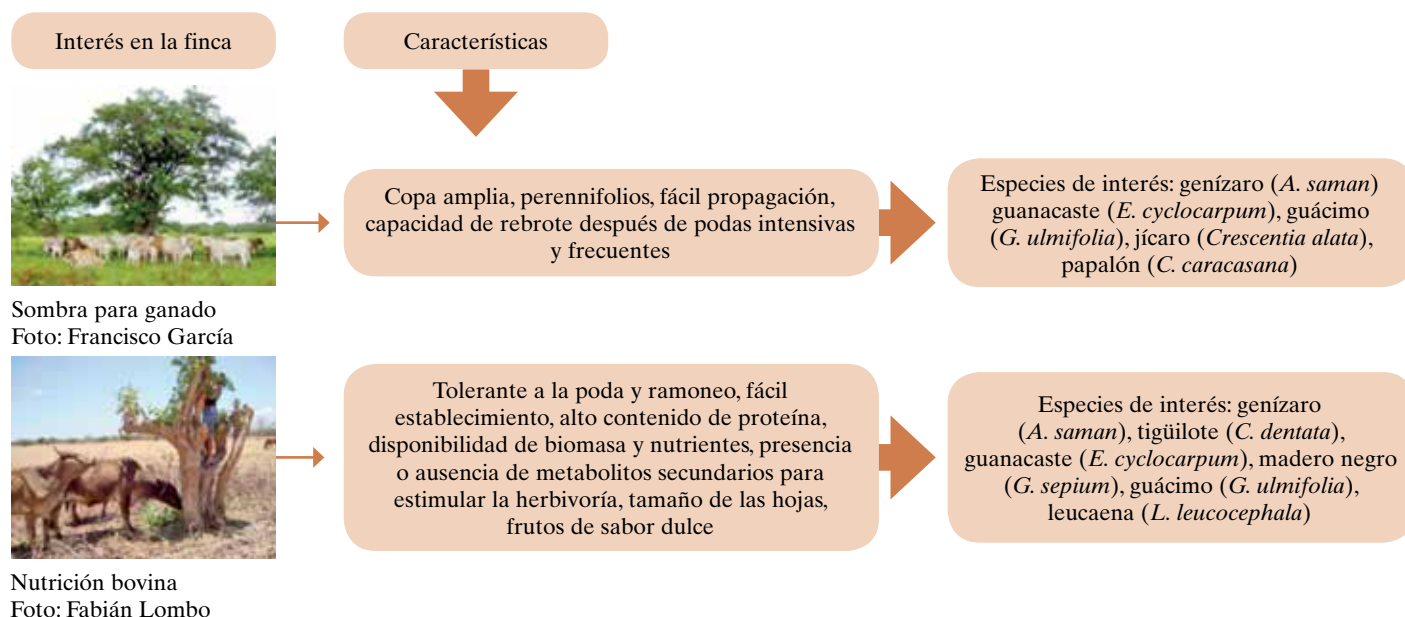 Interés en la finca
Características
Copa amplia, perennifolios, fácil propagación,
capacidad de rebrote después de podas intensivas
y frecuentes
Especies de interés: genízaro (A. saman)
guanacaste (E. cyclocarpum), guácimo
(G. ulmifolia), jícaro (Crescentia alata),
papalón (C. caracasana)
Sombra para ganado
Foto: Francisco García
Tolerante a la poda y ramoneo, fácil
establecimiento, alto contenido de proteína,
disponibilidad de biomasa y nutrientes, presencia
o ausencia de metabolitos secundarios para
estimular la herbivoría, tamaño de las hojas,
frutos de sabor dulce
Especies de interés: genízaro
(A. saman), tigüilote (C. dentata),
guanacaste (E. cyclocarpum), madero negro
(G. sepium), guácimo (G. ulmifolia),
leucaena (L. leucocephala)
Nutrición bovina
Foto: Fabián Lombo